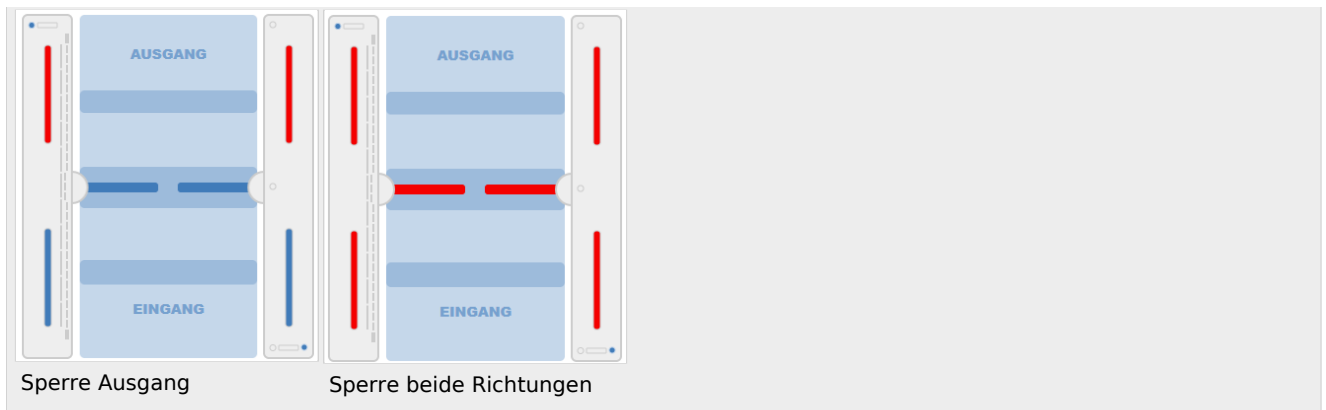 AUSGANG
EINGANG
Sperre Ausgang
AUSGANG
EINGANG
Sperre beide Richtungen